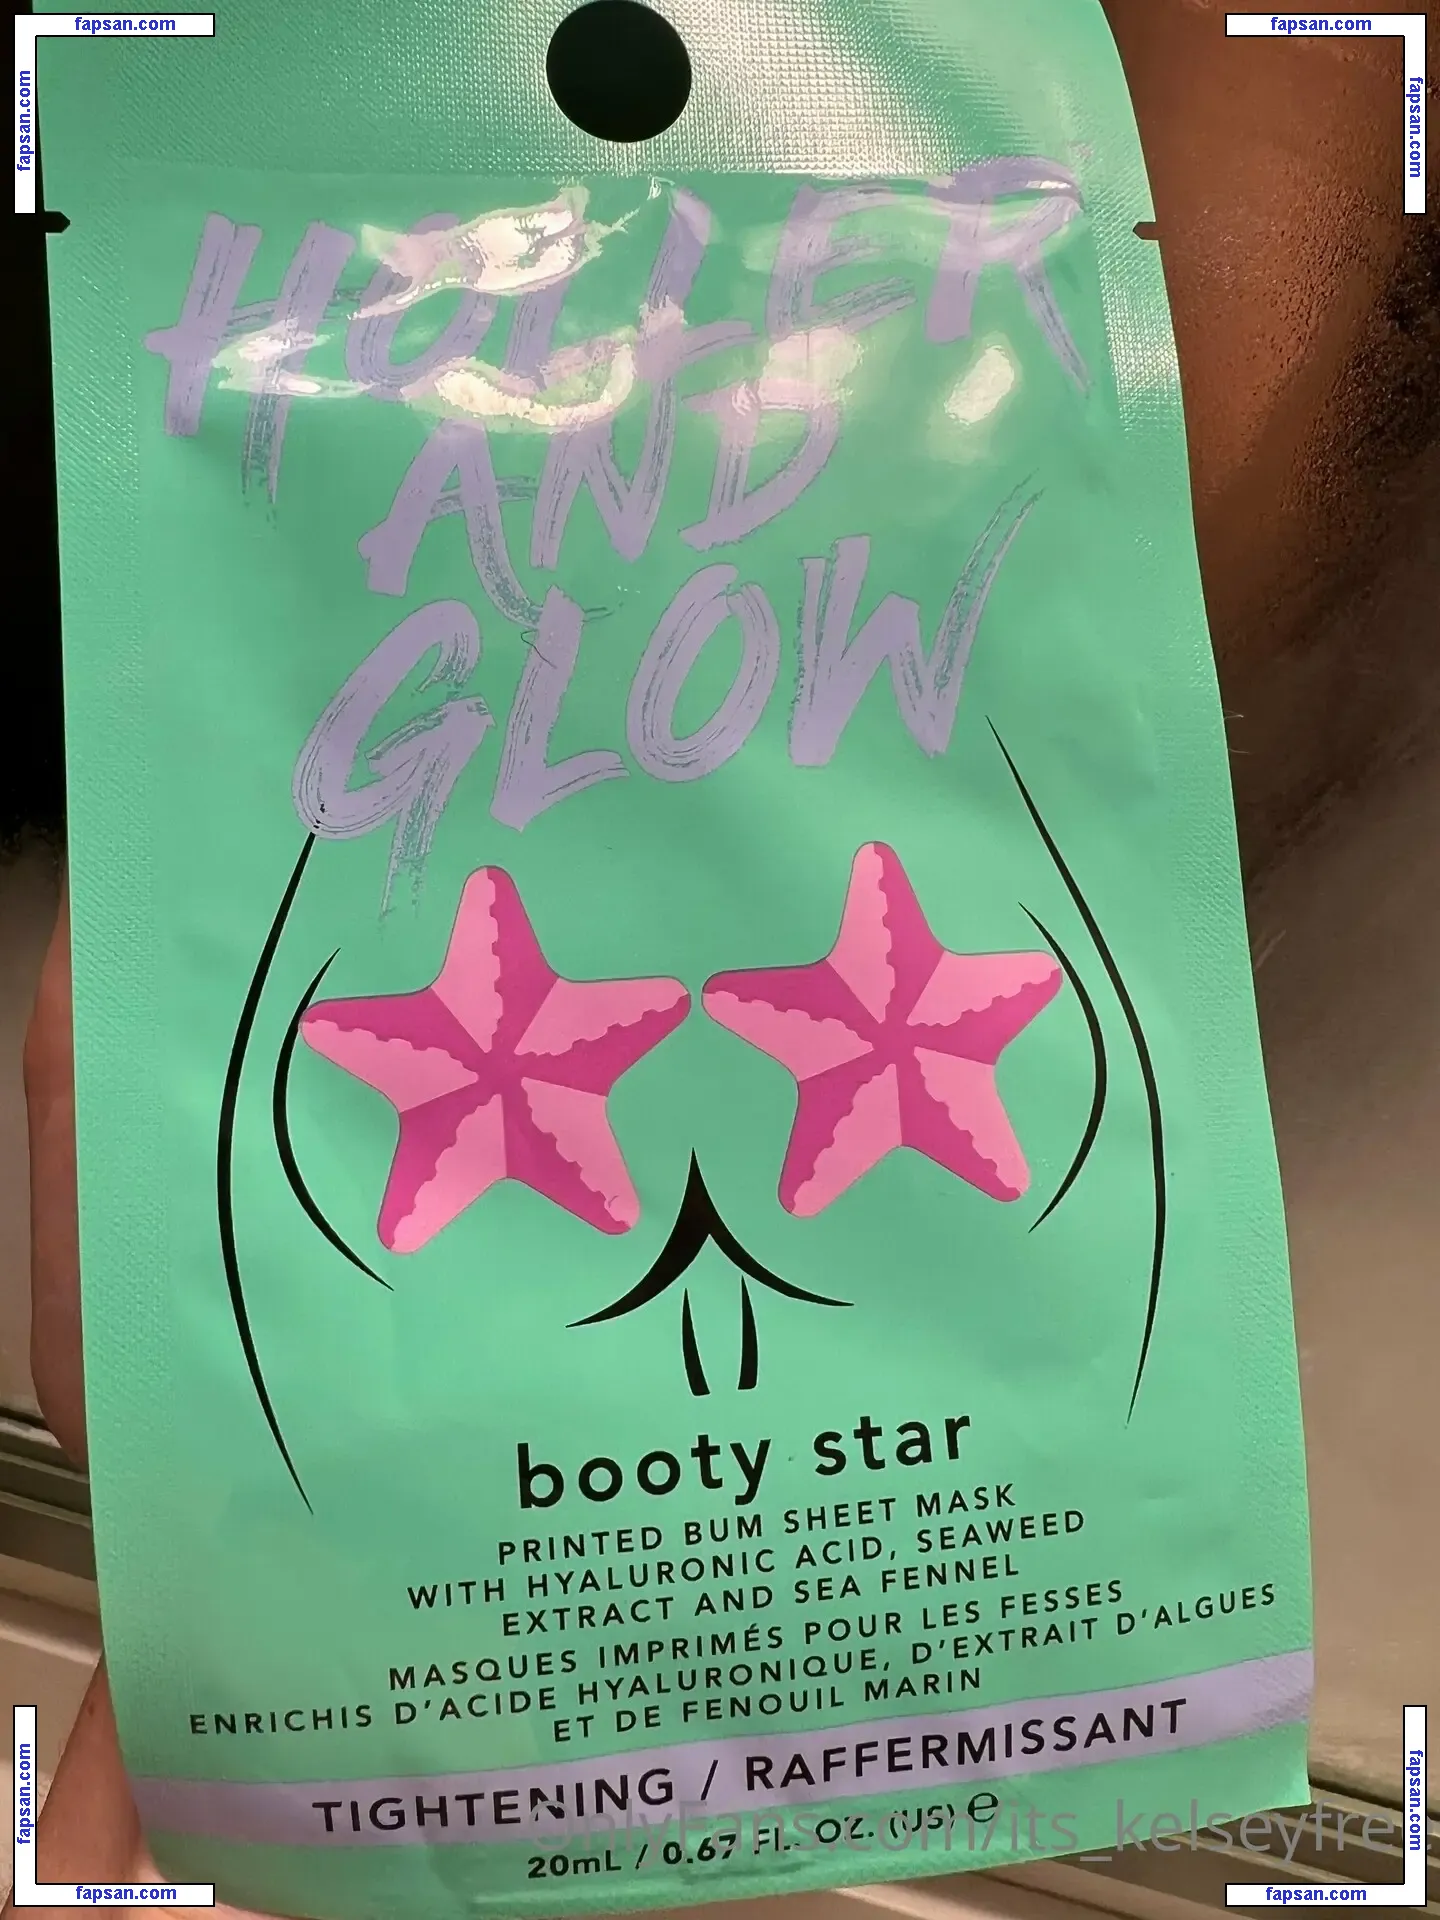 fapsan.com
fapsan.com
fapsan.com
fapsan.com
HOLLER
AND
GLOW
booty star
PRINTED BUM SHEET MASK
WITH HYALURONIC ACID, SEAWEED
EXTRACT AND SEA FENNEL
MASQUES IMPRIMÉS POUR LES FESSES
ENRICHIS D'ACIDE HYALURONIQUE, D'EXTRAIT D'ALGUES
ET DE FENOUIL MARIN
TIGHTENING / RAFFERMISSANT
OnlyFans.com/its_kelseyfree
20mL / 0.67 FL. OZ. (US) ℮
fapsan.com
fapsan.com
fapsan.com
fapsan.com